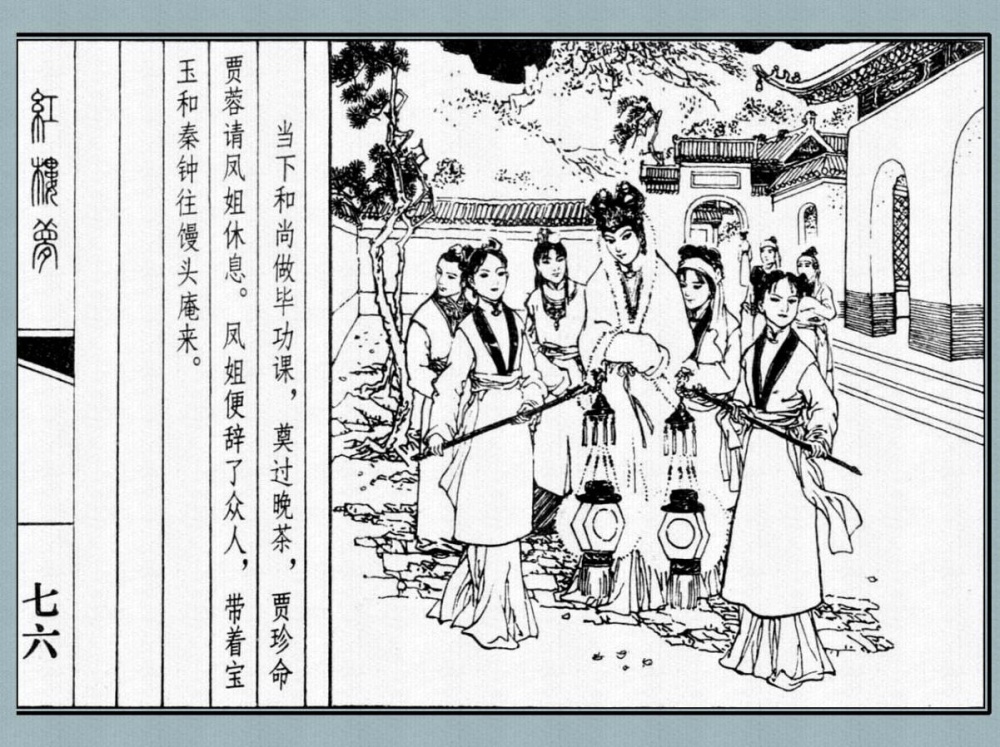 当下和尚做毕功课，奠过晚茶，贾珍命
贾蓉请凤姐休息。凤姐便辞了众人，带着宝
玉和秦钟往馒头庵来。
紅樓夢
七六